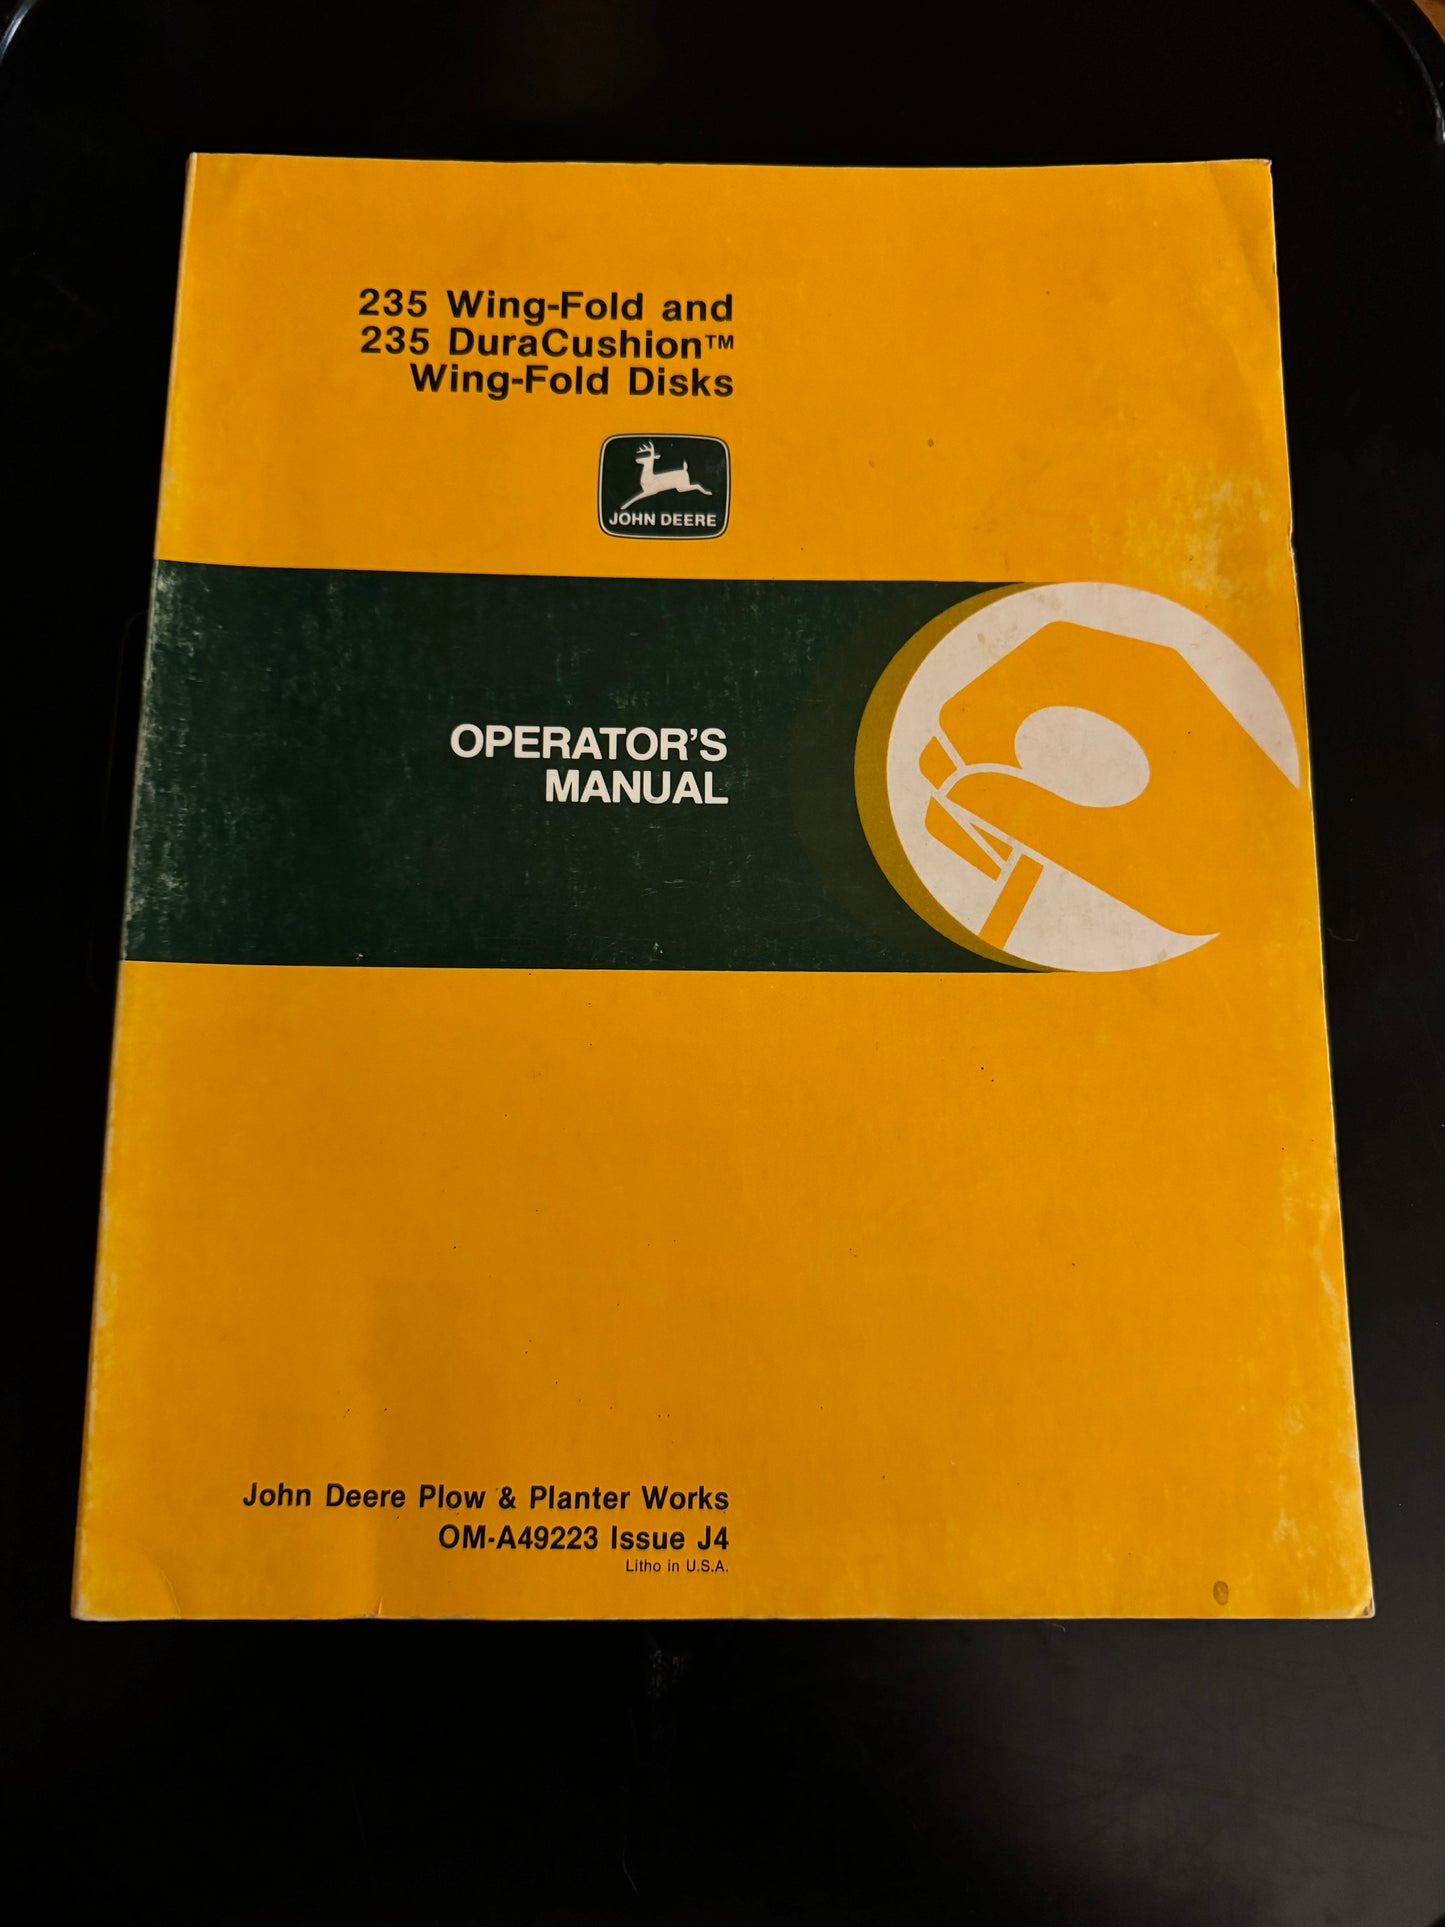 235 Wing-Fold and
235 DuraCushion™
Wing-Fold Disks
JOHN DEERE
OPERATOR'S
MANUAL
John Deere Plow & Planter Works
OM-A49223 Issue J4
Litho in U.S.A.